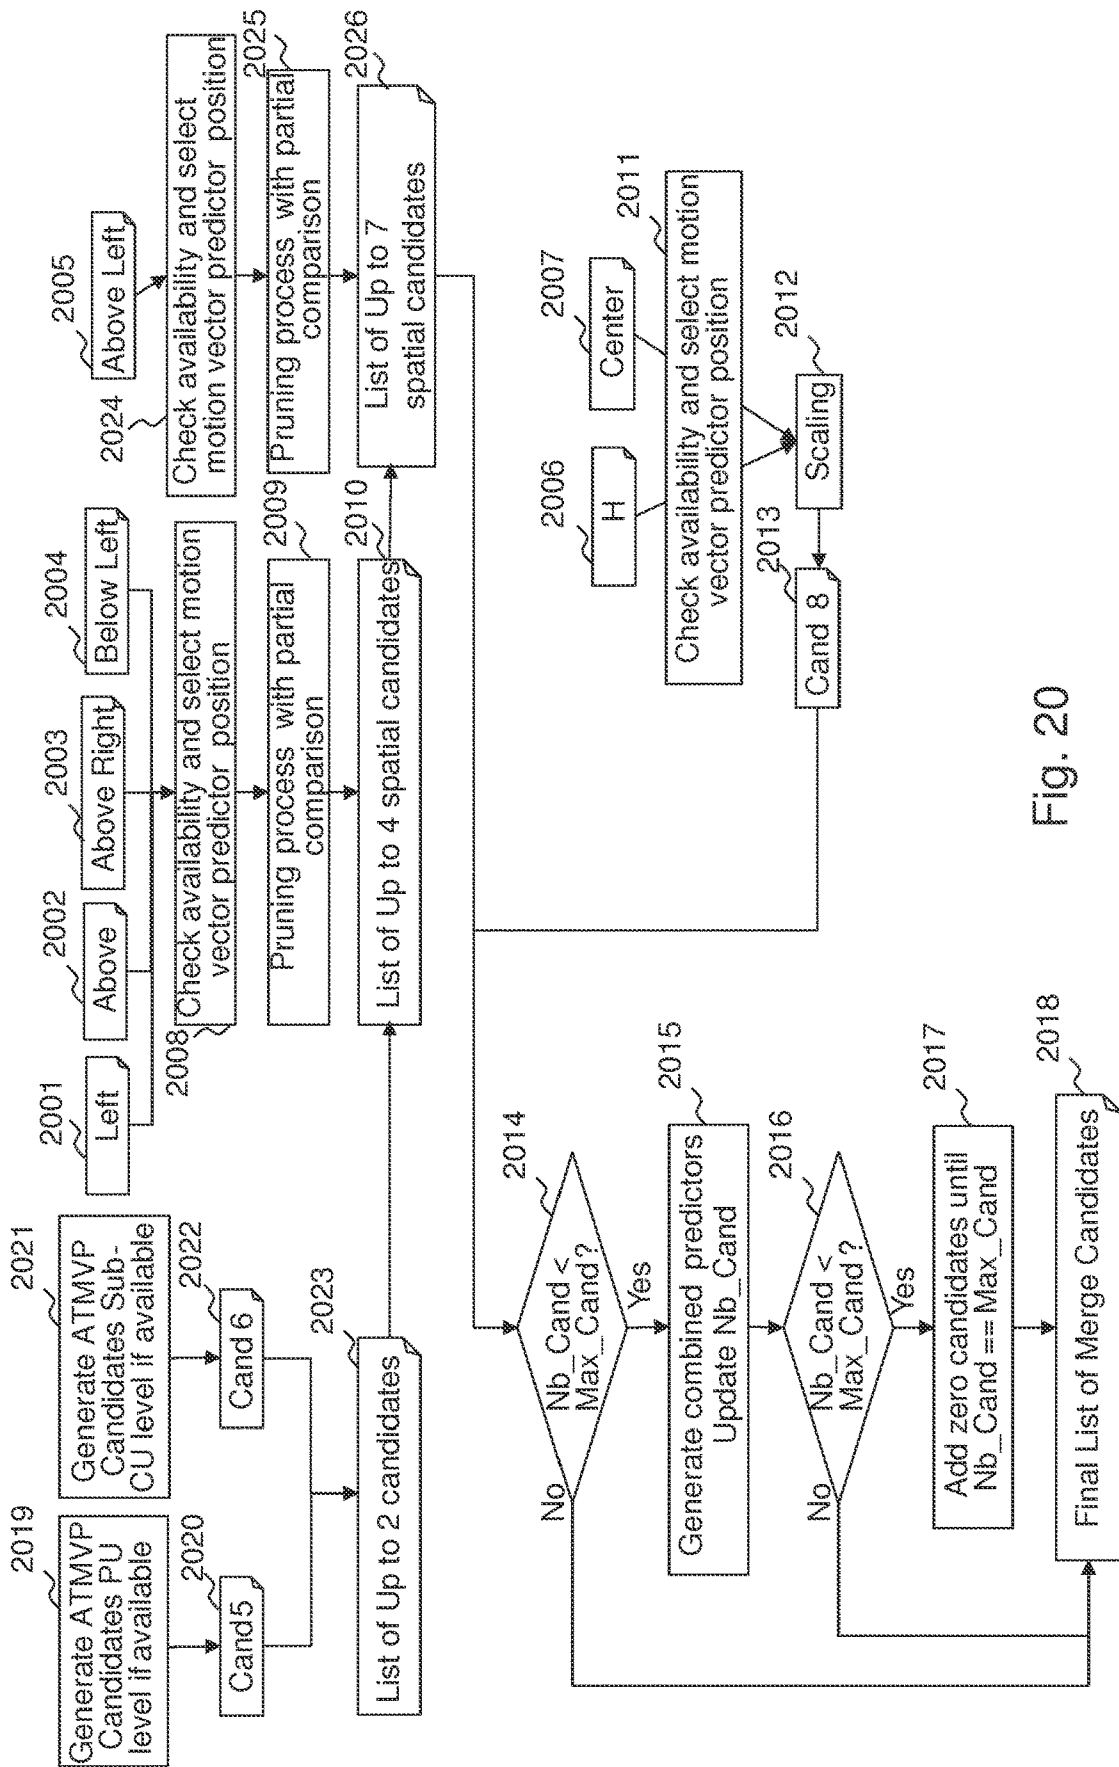 2019
Generate ATMVP
Candidates PU
level if available
2020
Cand5
2021
Generate ATMVP
Candidates Sub-
CU level if available
2022
Cand 6
2023
List of Up to 2 candidates
2001
Left
2002
Above
2003
Above Right
2004
Below Left
2008
Check availability and select motion
vector predictor position
2009
Pruning process with partial
comparison
2010
List of Up to 4 spatial candidates
2005
Above Left
2024
Check availability and select
motion vector predictor position
2025
Pruning process with partial
comparison
2026
List of Up to 7
spatial candidates
2006
H
2007
Center
2011
Check availability and select motion
vector predictor position
2012
Scaling
2013
Cand 8
2014
Nb_Cand <
Max_Cand ?
No
Yes
2015
Generate combined predictors
Update Nb_Cand
2016
Nb_Cand <
Max_Cand ?
No
Yes
2017
Add zero candidates until
Nb_Cand == Max_Cand
2018
Final List of Merge Candidates
Fig. 20